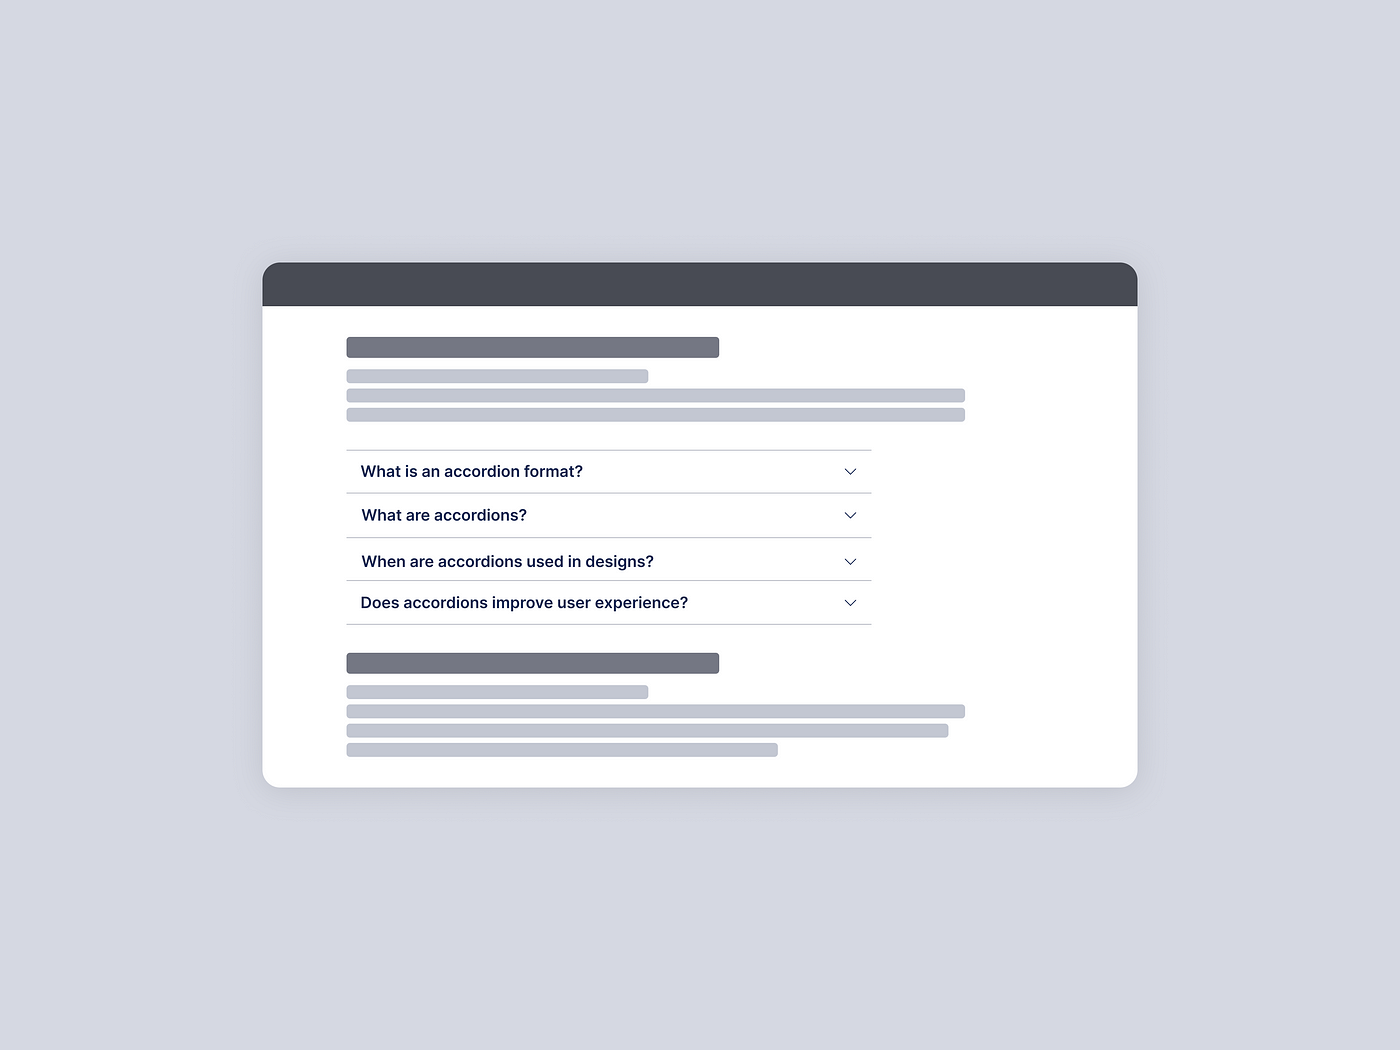 What is an accordion format?
What are accordions?
When are accordions used in designs?
Does accordions improve user experience?